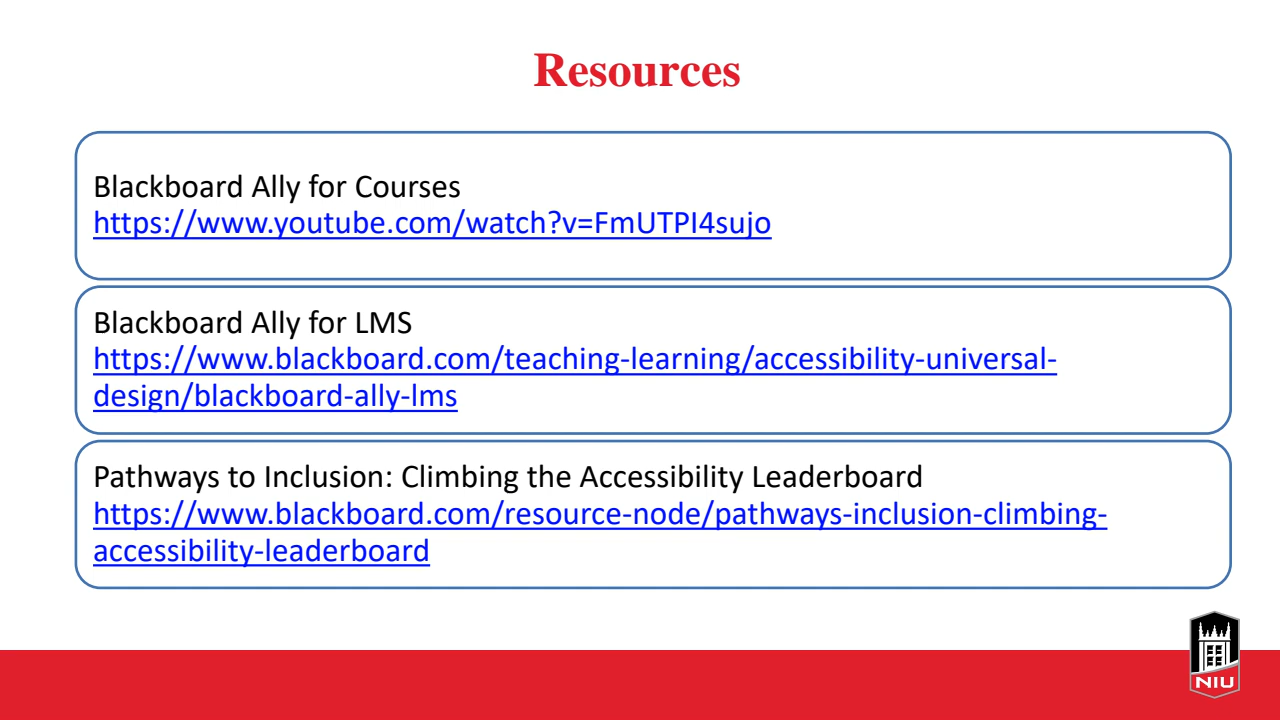 Resources
Blackboard Ally for Courses
https://www.youtube.com/watch?v=FmUTPI4sujo
Blackboard Ally for LMS
https://www.blackboard.com/teaching-learning/accessibility-universal-
design/blackboard-ally-lms
Pathways to Inclusion: Climbing the Accessibility Leaderboard
https://www.blackboard.com/resource-node/pathways-inclusion-climbing-
accessibility-leaderboard
NIU